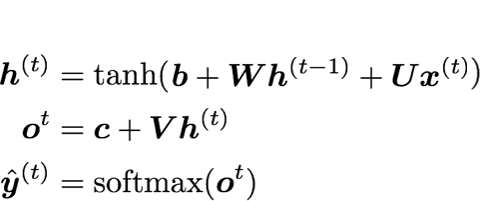 h^(t) = tanh(b + Wh^(t−1) + Ux^(t))
o^t = c + Vh^(t)
ŷ^(t) = softmax(o^t)